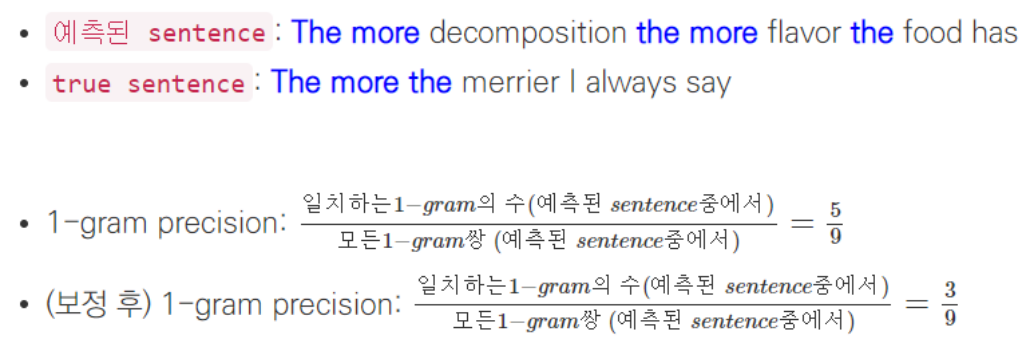 • 예측된 sentence: The more decomposition the more flavor the food has
• true sentence: The more the merrier I always say
• 1-gram precision: 일치하는1-gram의 수(예측된 sentence중에서) / 모든1-gram쌍 (예측된 sentence중에서) = 5/9
• (보정 후) 1-gram precision: 일치하는1-gram의 수(예측된 sentence중에서) / 모든1-gram쌍 (예측된 sentence중에서) = 3/9